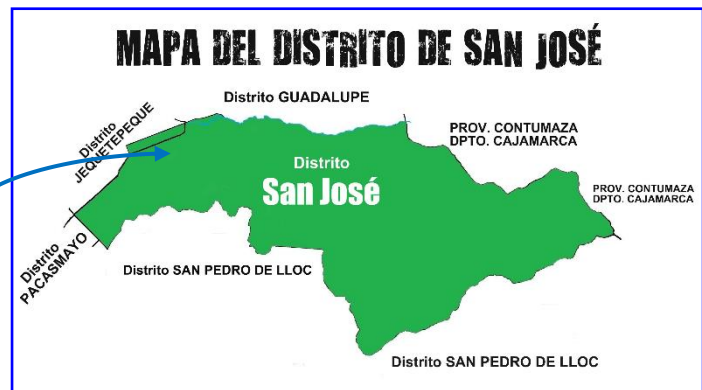 MAPA DEL DISTRITO DE SAN JOSÉ
Distrito GUADALUPE
Distrito
JEQUETEPEQUE
PROV. CONTUMAZA
DPTO. CAJAMARCA
Distrito
San José
PROV. CONTUMAZA
DPTO. CAJAMARCA
Distrito
PACASMAYO
Distrito SAN PEDRO DE LLOC
Distrito SAN PEDRO DE LLOC